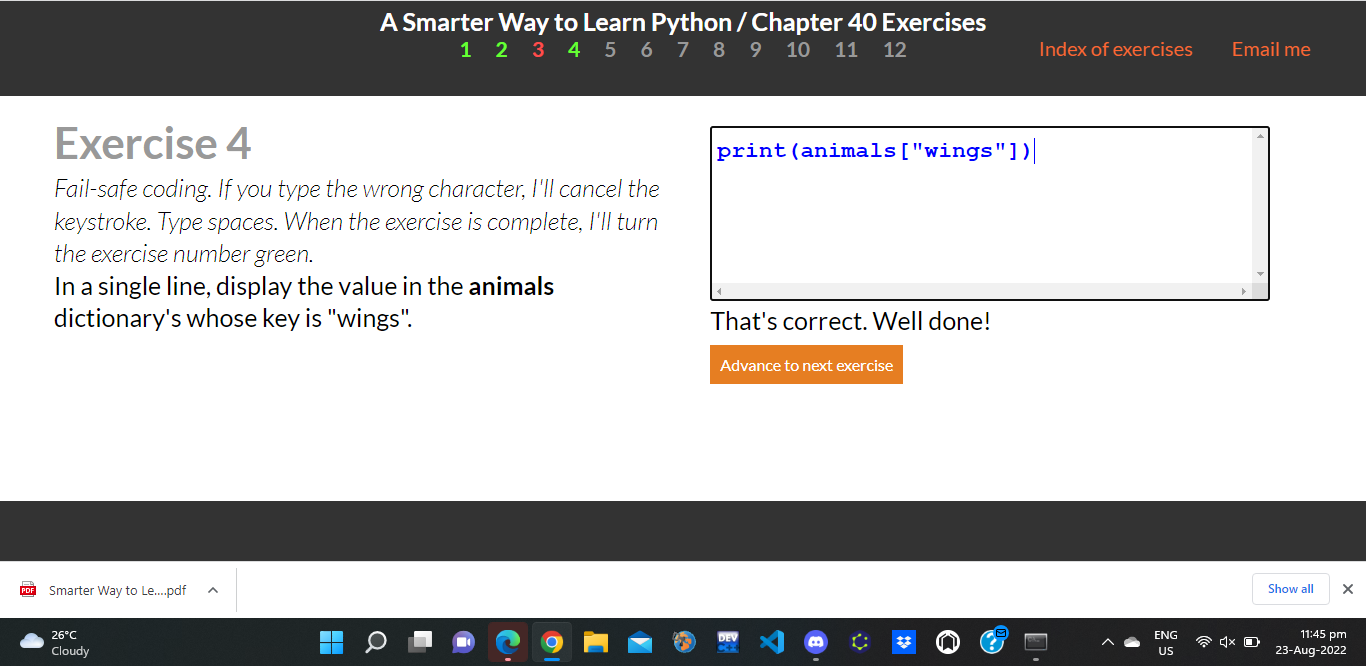 A Smarter Way to Learn Python / Chapter 40 Exercises
1 2 3 4 5 6 7 8 9 10 11 12
Index of exercises Email me
Exercise 4
Fail-safe coding. If you type the wrong character, I'll cancel the
keystroke. Type spaces. When the exercise is complete, I'll turn
the exercise number green.
In a single line, display the value in the animals
dictionary's whose key is "wings".
print(animals["wings"])
That's correct. Well done!
Advance to next exercise
PDF
Smarter Way to Le....pdf
Show all
26°C
Cloudy
DEV
ENG
US
11:45 pm
23-Aug-2022